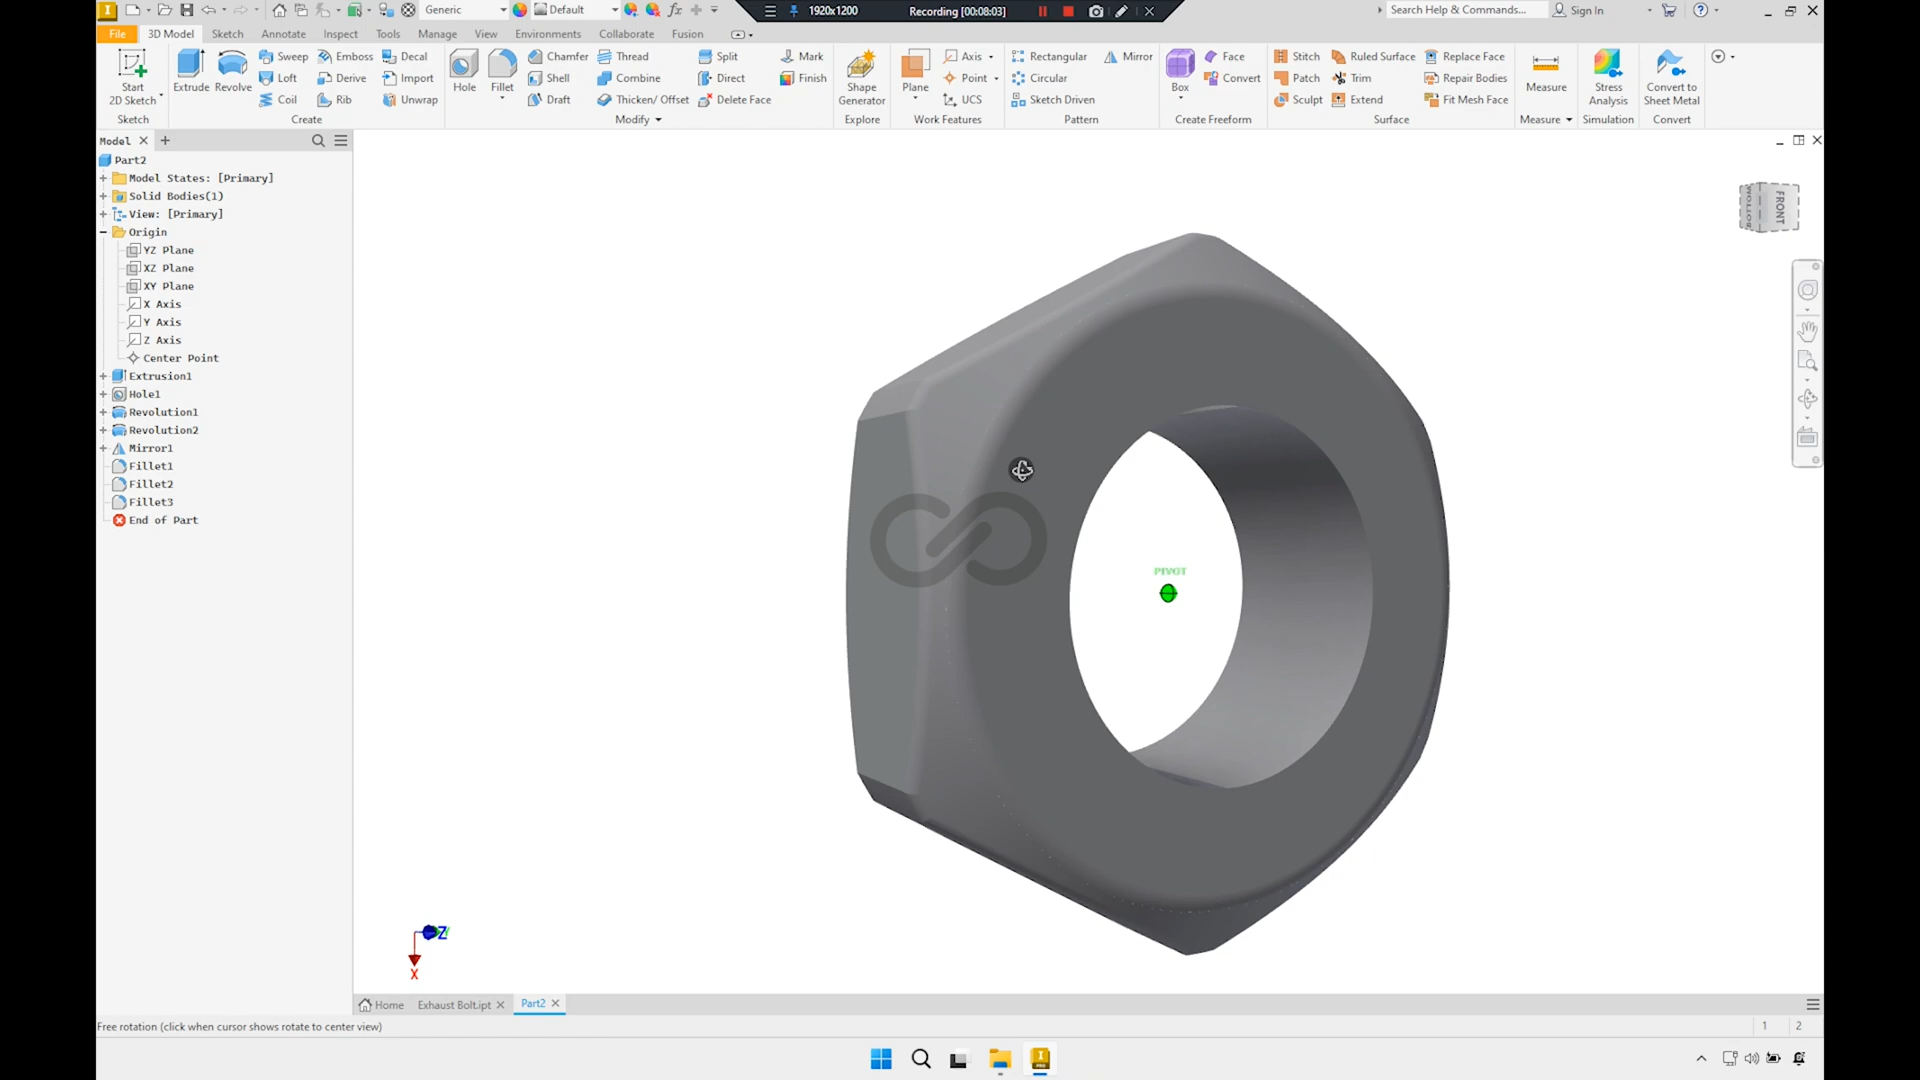 Generic
Default
1920x1200
Recording [00:08:03]
Search Help & Commands...
Sign In
File
3D Model
Sketch
Annotate
Inspect
Tools
Manage
View
Environments
Collaborate
Fusion
Start
2D Sketch
Extrude
Revolve
Sweep
Loft
Coil
Emboss
Derive
Rib
Decal
Import
Unwrap
Hole
Fillet
Chamfer
Shell
Draft
Thread
Combine
Thicken/ Offset
Split
Direct
Delete Face
Mark
Finish
Shape
Generator
Plane
Axis
Point
UCS
Rectangular
Circular
Sketch Driven
Mirror
Box
Face
Convert
Stitch
Patch
Sculpt
Ruled Surface
Trim
Extend
Replace Face
Repair Bodies
Fit Mesh Face
Measure
Stress
Analysis
Convert to
Sheet Metal
Sketch
Create
Modify
Explore
Work Features
Pattern
Create Freeform
Surface
Measure
Simulation
Convert
Model
Part2
Model States: [Primary]
Solid Bodies(1)
View: [Primary]
Origin
YZ Plane
XZ Plane
XY Plane
X Axis
Y Axis
Z Axis
Center Point
Extrusion1
Hole1
Revolution1
Revolution2
Mirror1
Fillet1
Fillet2
Fillet3
End of Part
BOTTOM
FRONT
PIVOT
Z
X
Home
Exhaust Bolt.ipt
Part2
Free rotation (click when cursor shows rotate to center view)
1
2